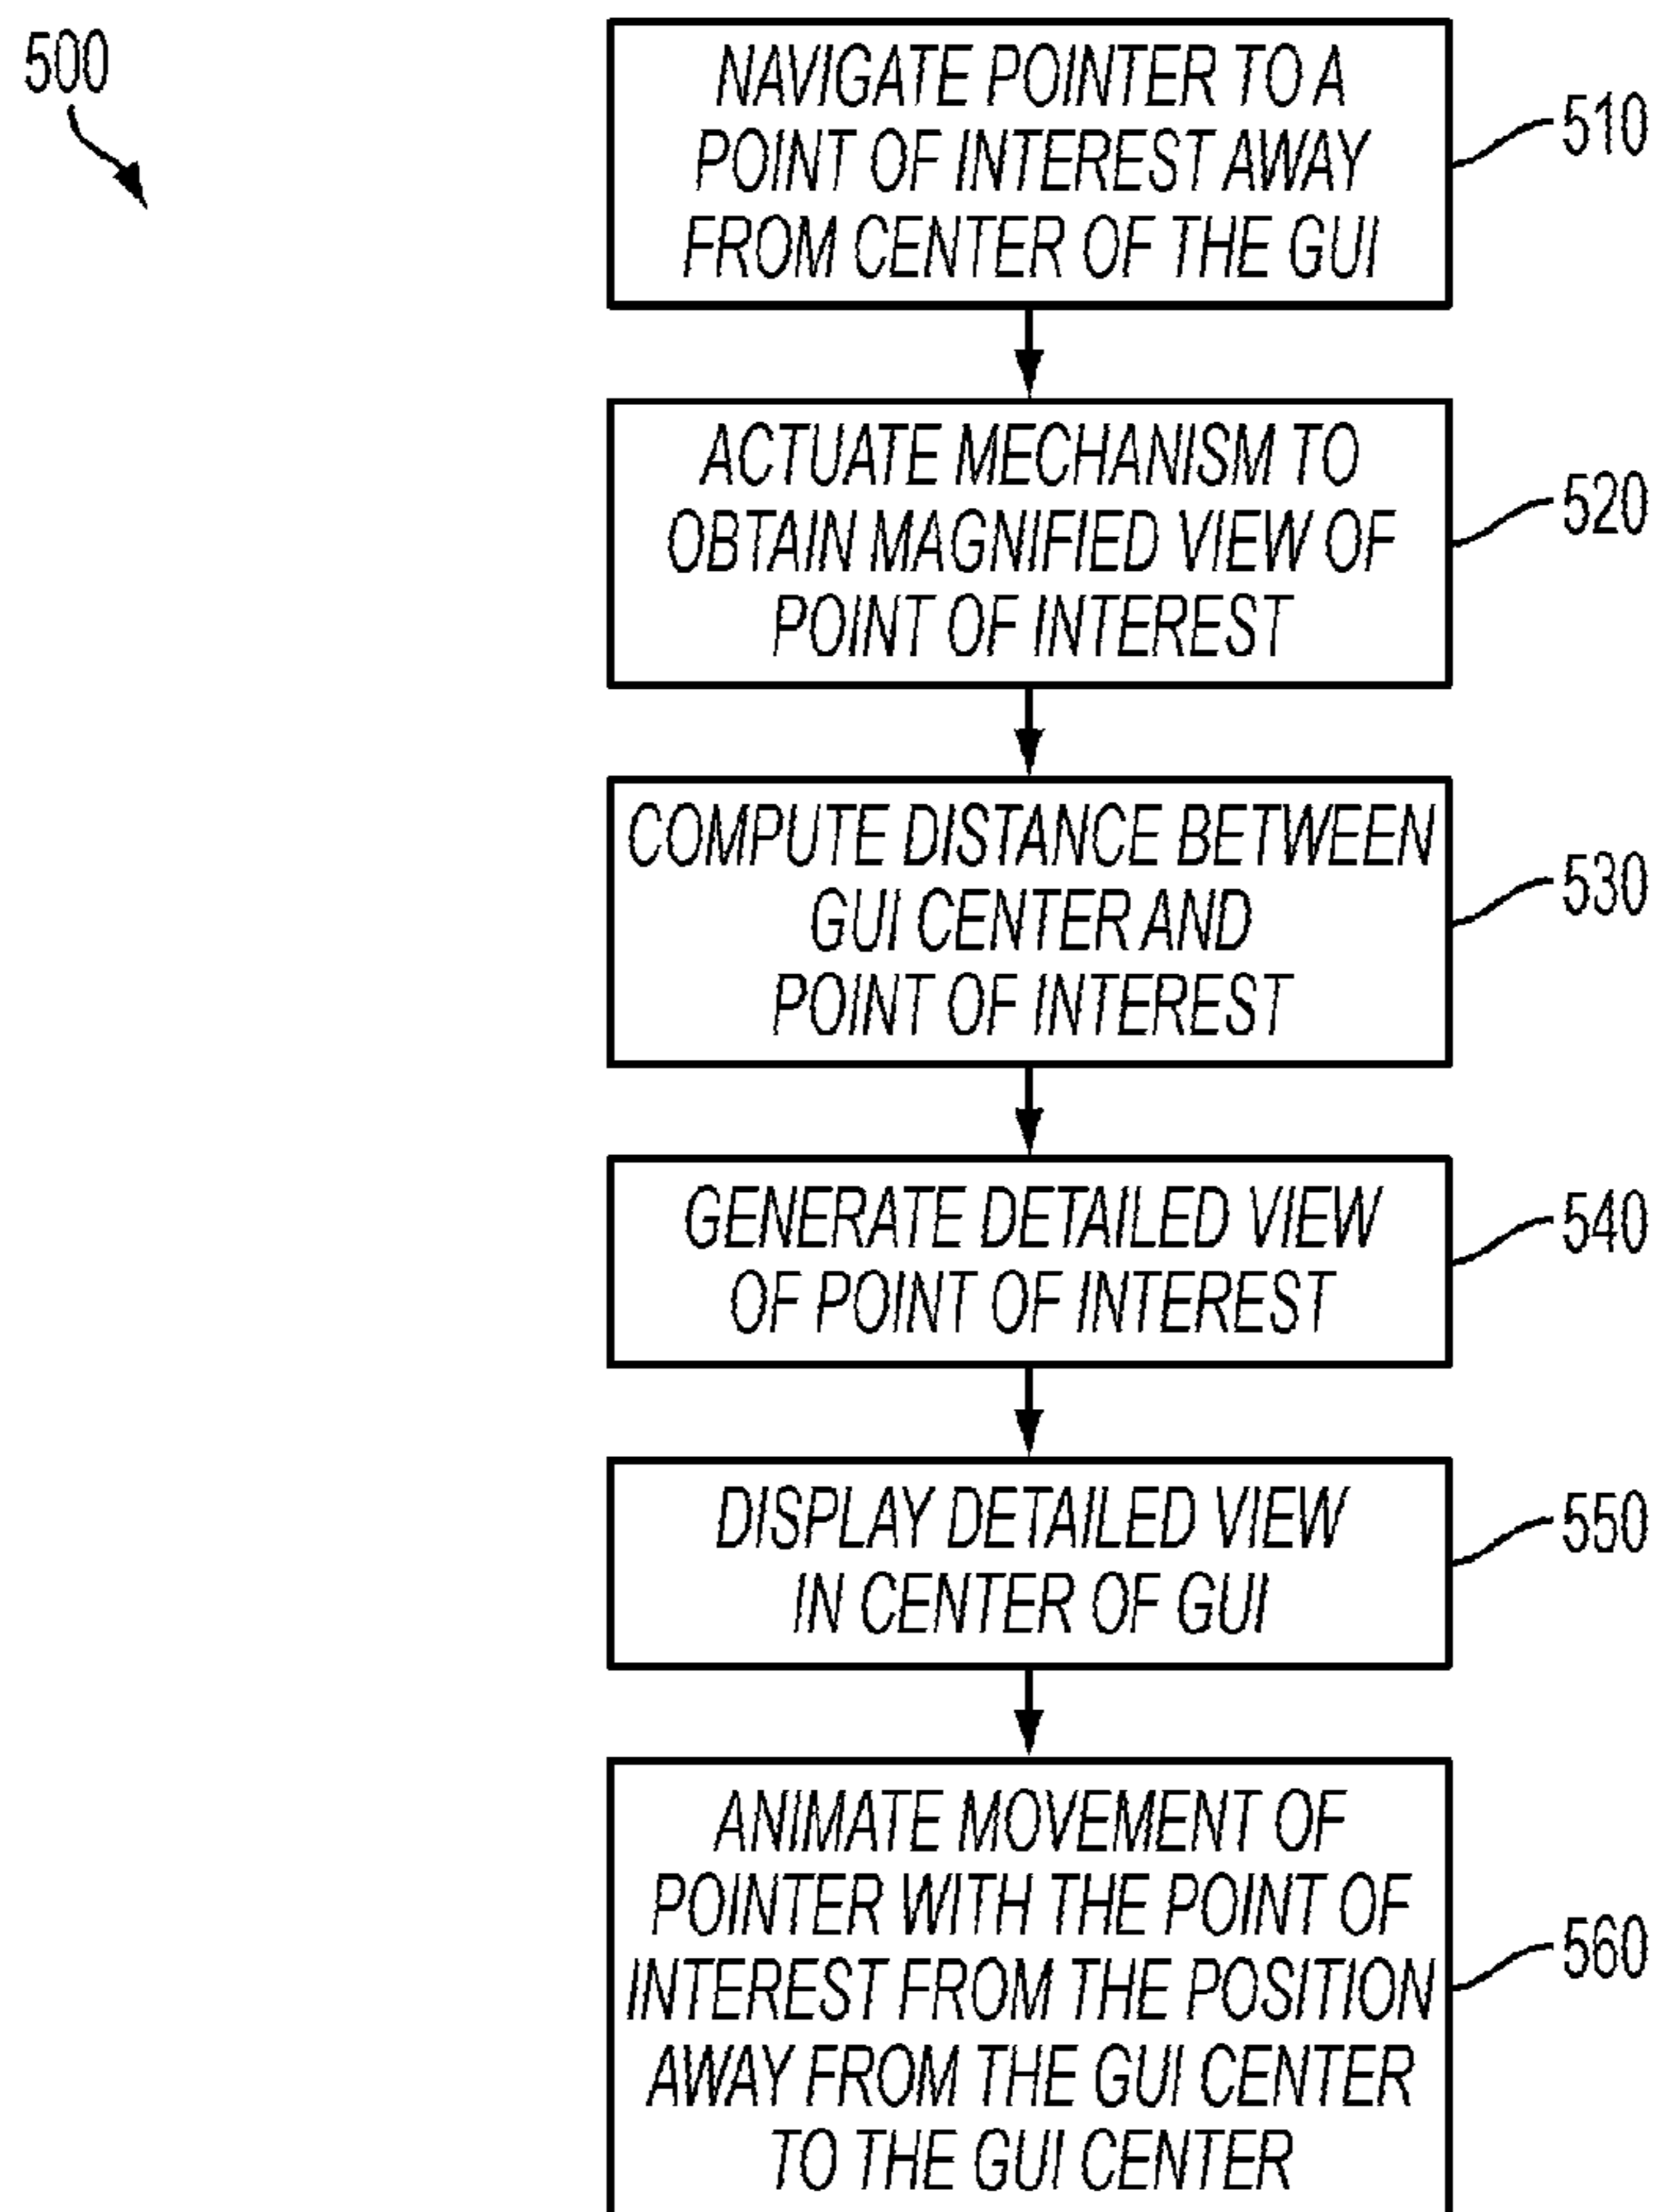 500
NAVIGATE POINTER TO A
POINT OF INTEREST AWAY
FROM CENTER OF THE GUI
510
ACTUATE MECHANISM TO
OBTAIN MAGNIFIED VIEW OF
POINT OF INTEREST
520
COMPUTE DISTANCE BETWEEN
GUI CENTER AND
POINT OF INTEREST
530
GENERATE DETAILED VIEW
OF POINT OF INTEREST
540
DISPLAY DETAILED VIEW
IN CENTER OF GUI
550
ANIMATE MOVEMENT OF
POINTER WITH THE POINT OF
INTEREST FROM THE POSITION
AWAY FROM THE GUI CENTER
TO THE GUI CENTER
560